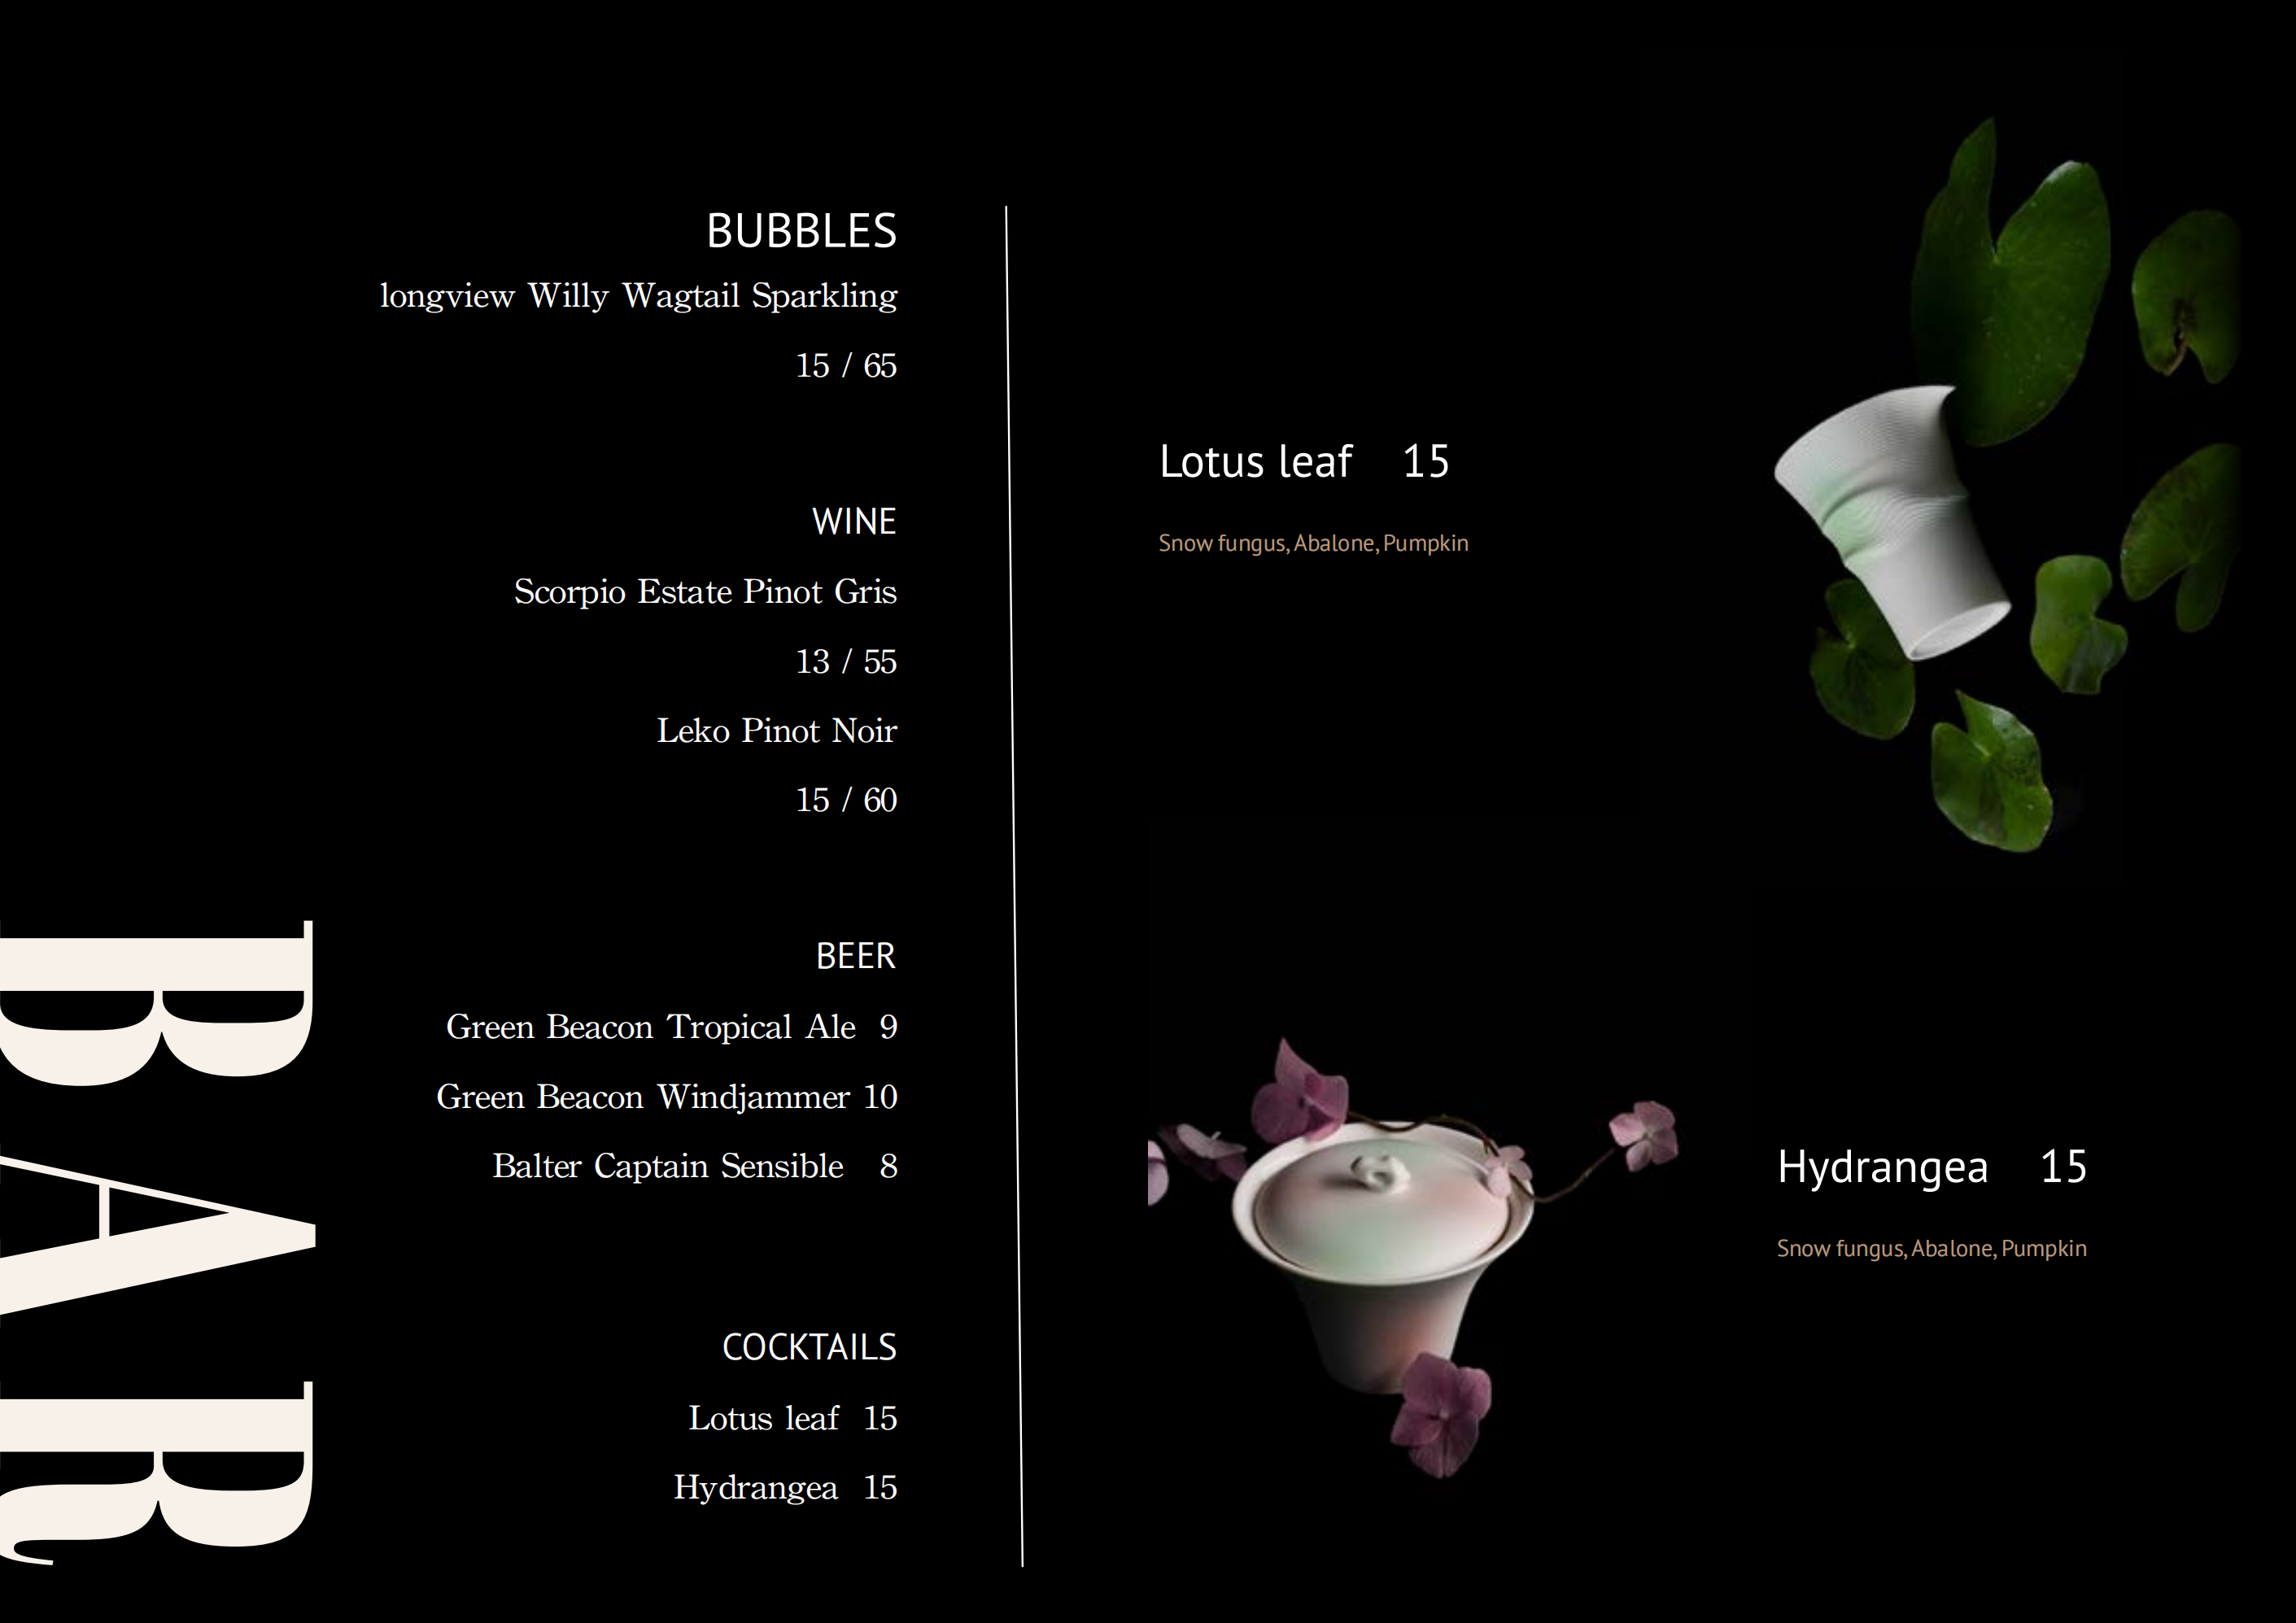 BAR
BUBBLES
longview Willy Wagtail Sparkling
15 / 65
WINE
Scorpio Estate Pinot Gris
13 / 55
Leko Pinot Noir
15 / 60
BEER
Green Beacon Tropical Ale 9
Green Beacon Windjammer 10
Balter Captain Sensible 8
COCKTAILS
Lotus leaf 15
Hydrangea 15
Lotus leaf 15
Snow fungus, Abalone, Pumpkin
Hydrangea 15
Snow fungus, Abalone, Pumpkin